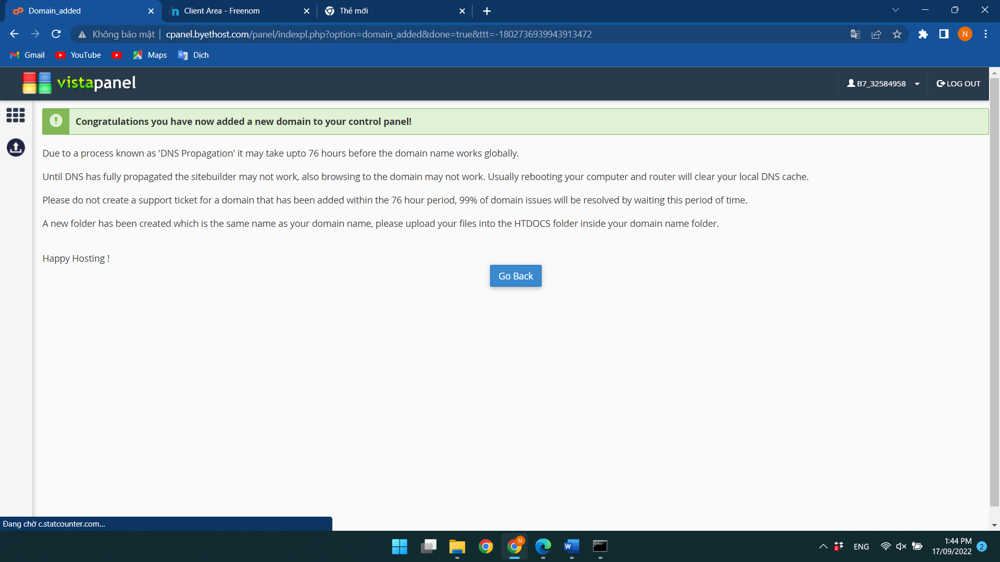 Domain_added
Client Area - Freenom
Thẻ mới
Không bảo mật
cpanel.byethost.com/panel/indexpl.php?option=domain_added&done=true&ttt=-1802736939943913472
N
Gmail
YouTube
Maps
Dịch
vistapanel
B7_32584958
LOG OUT
Congratulations you have now added a new domain to your control panel!
Due to a process known as 'DNS Propagation' it may take upto 76 hours before the domain name works globally.
Until DNS has fully propagated the sitebuilder may not work, also browsing to the domain may not work. Usually rebooting your computer and router will clear your local DNS cache.
Please do not create a support ticket for a domain that has been added within the 76 hour period, 99% of domain issues will be resolved by waiting this period of time.
A new folder has been created which is the same name as your domain name, please upload your files into the HTDOCS folder inside your domain name folder.
Happy Hosting !
Go Back
Đang chờ c.statcounter.com...
N
W
2
ENG
1:44 PM
17/09/2022
2